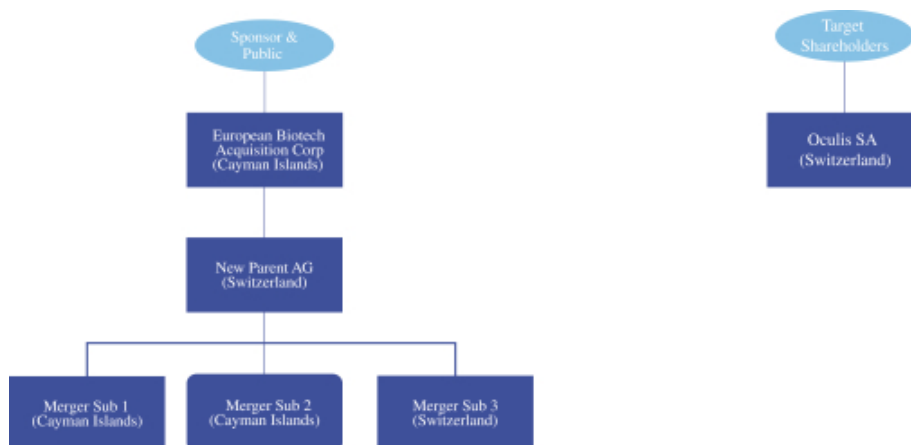 Sponsor &
Public
Target
Shareholders
European Biotech
Acquisition Corp
(Cayman Islands)
Oculis SA
(Switzerland)
New Parent AG
(Switzerland)
Merger Sub 1
(Cayman Islands)
Merger Sub 2
(Cayman Islands)
Merger Sub 3
(Switzerland)